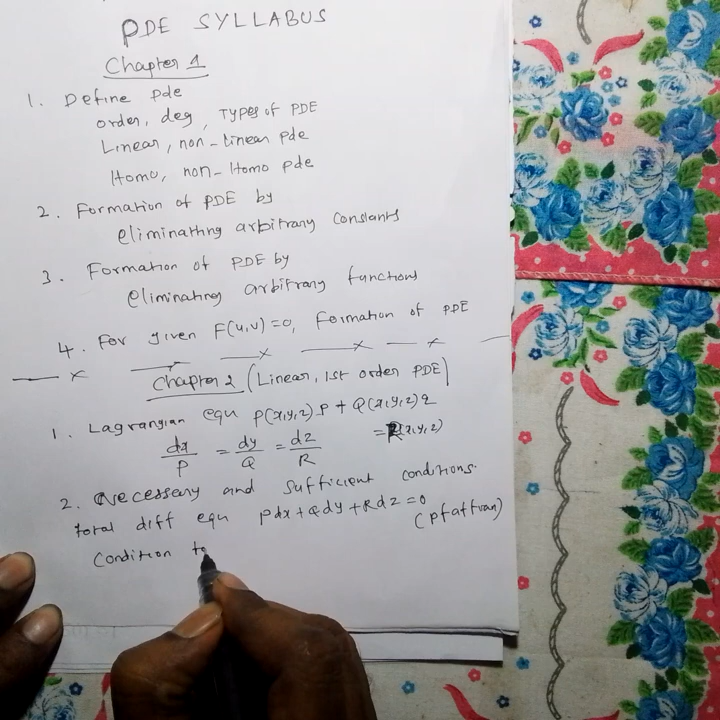 PDE SYLLABUS
Chapter 1
1. Define pde
order, deg, Types of PDE
Linear, non-linear pde
Homo, non-Homo pde
2. Formation of PDE by
eliminating arbitrary constants
3. Formation of PDE by
eliminating arbitrary functions
4. For given F(u,v)=0, Formation of PDE
Chapter 2 (Linear, 1st order PDE)
1. Lagrangian equ P(x,y,z)p + Q(x,y,z)q
= R(x,y,z)
dx/P = dy/Q = dz/R
2. Necessary and sufficient conditions.
total diff equ Pdx+Qdy+Rdz=0
(pfaffian)
Condition to